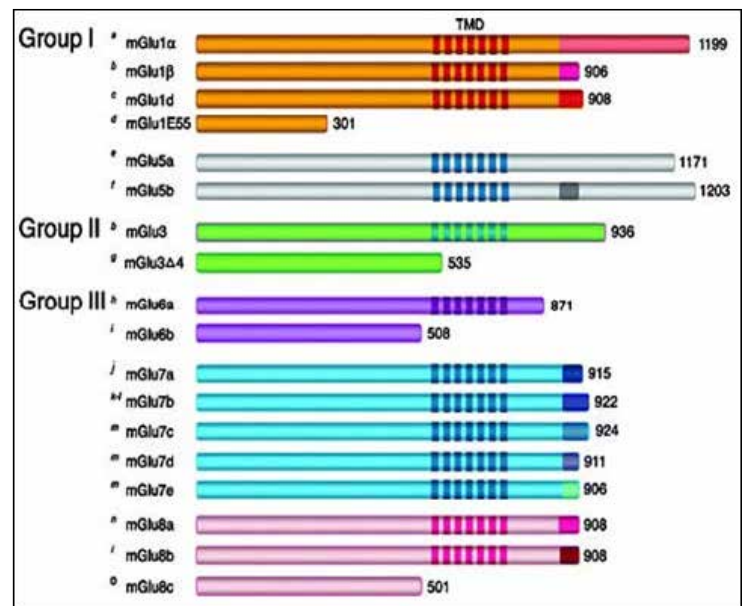 TMD
Group I a mGlu1α 1199
b mGlu1β 906
c mGlu1d 908
d mGlu1E55 301
e mGlu5a 1171
f mGlu5b 1203
Group II b mGlu3 936
g mGlu3Δ4 535
Group III h mGlu6a 871
i mGlu6b 508
j mGlu7a 915
k-l mGlu7b 922
m mGlu7c 924
m mGlu7d 911
m mGlu7e 906
n mGlu8a 908
i mGlu8b 908
o mGlu8c 501